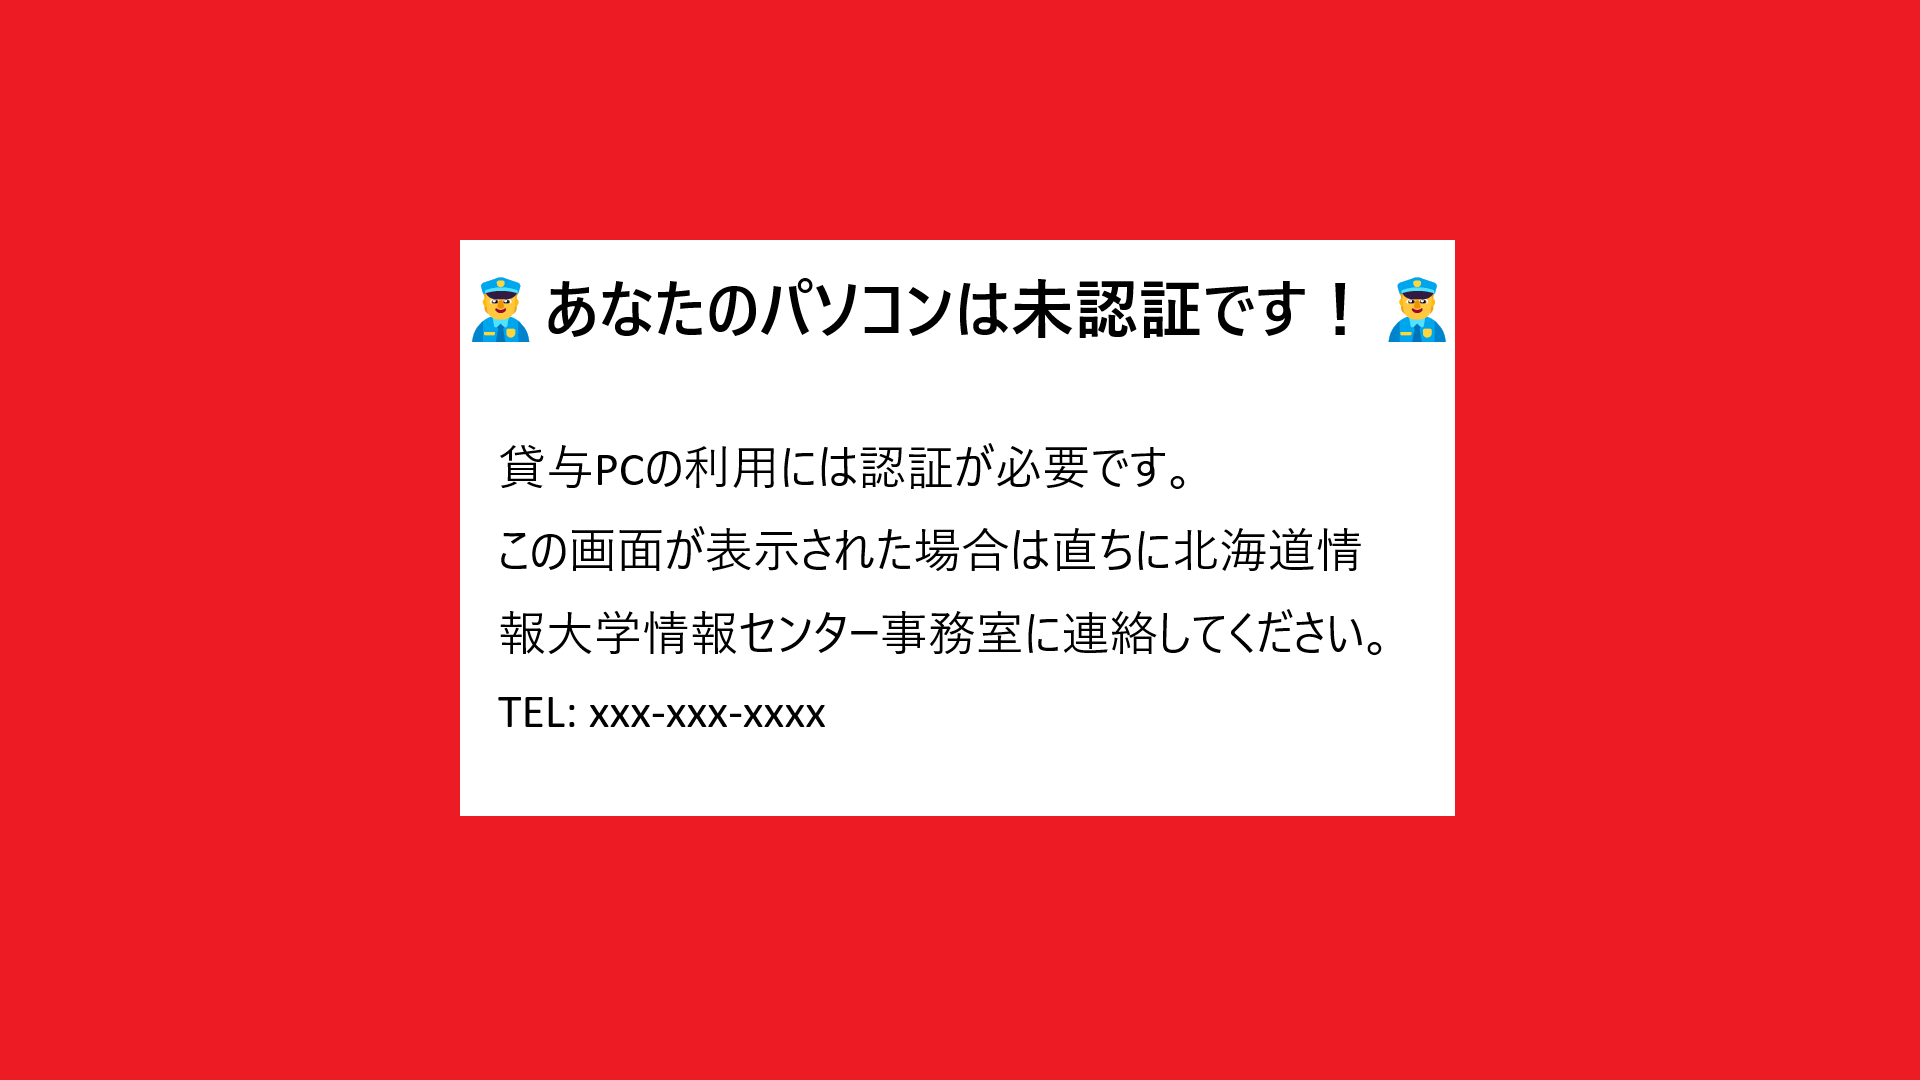 👮あなたのパソコンは未認証です！👮
貸与PCの利用には認証が必要です。
この画面が表示された場合は直ちに北海道情
報大学情報センター事務室に連絡してください。
TEL: xxx-xxx-xxxx